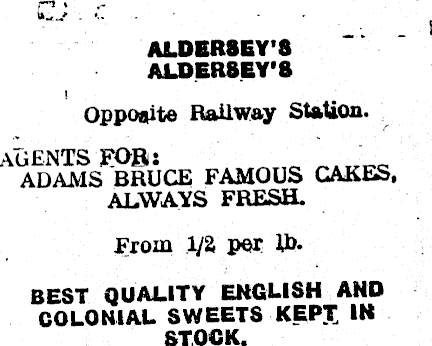 ALDERSEY'S
ALDERSEY'S
Opposite Railway Station.
AGENTS FOR:
ADAMS BRUCE FAMOUS CAKES,
ALWAYS FRESH.
From 1/2 per lb.
BEST QUALITY ENGLISH AND
COLONIAL SWEETS KEPT IN
STOCK.